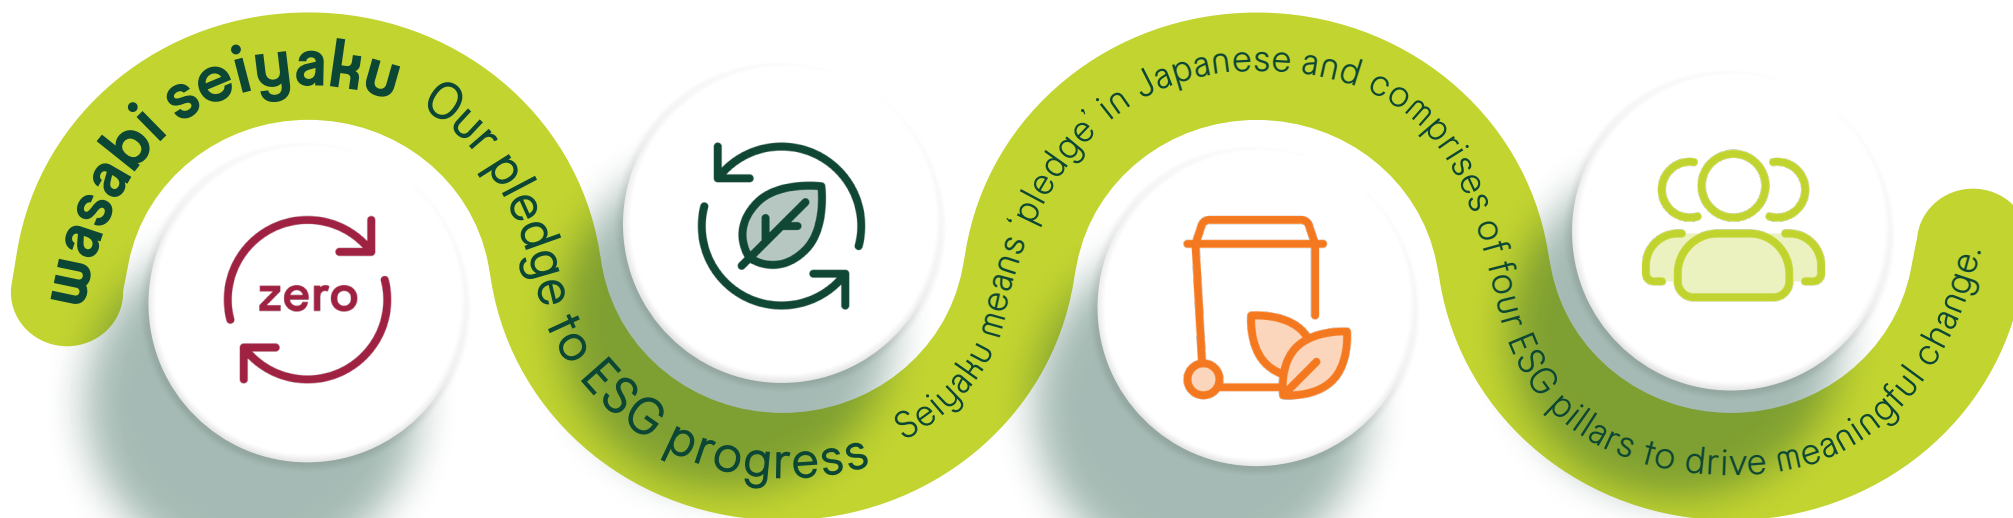 wasabi seiyaku Our pledge to ESG progress
Seiyaku means ‘pledge’ in Japanese and comprises of four ESG pillars to drive meaningful change.
zero